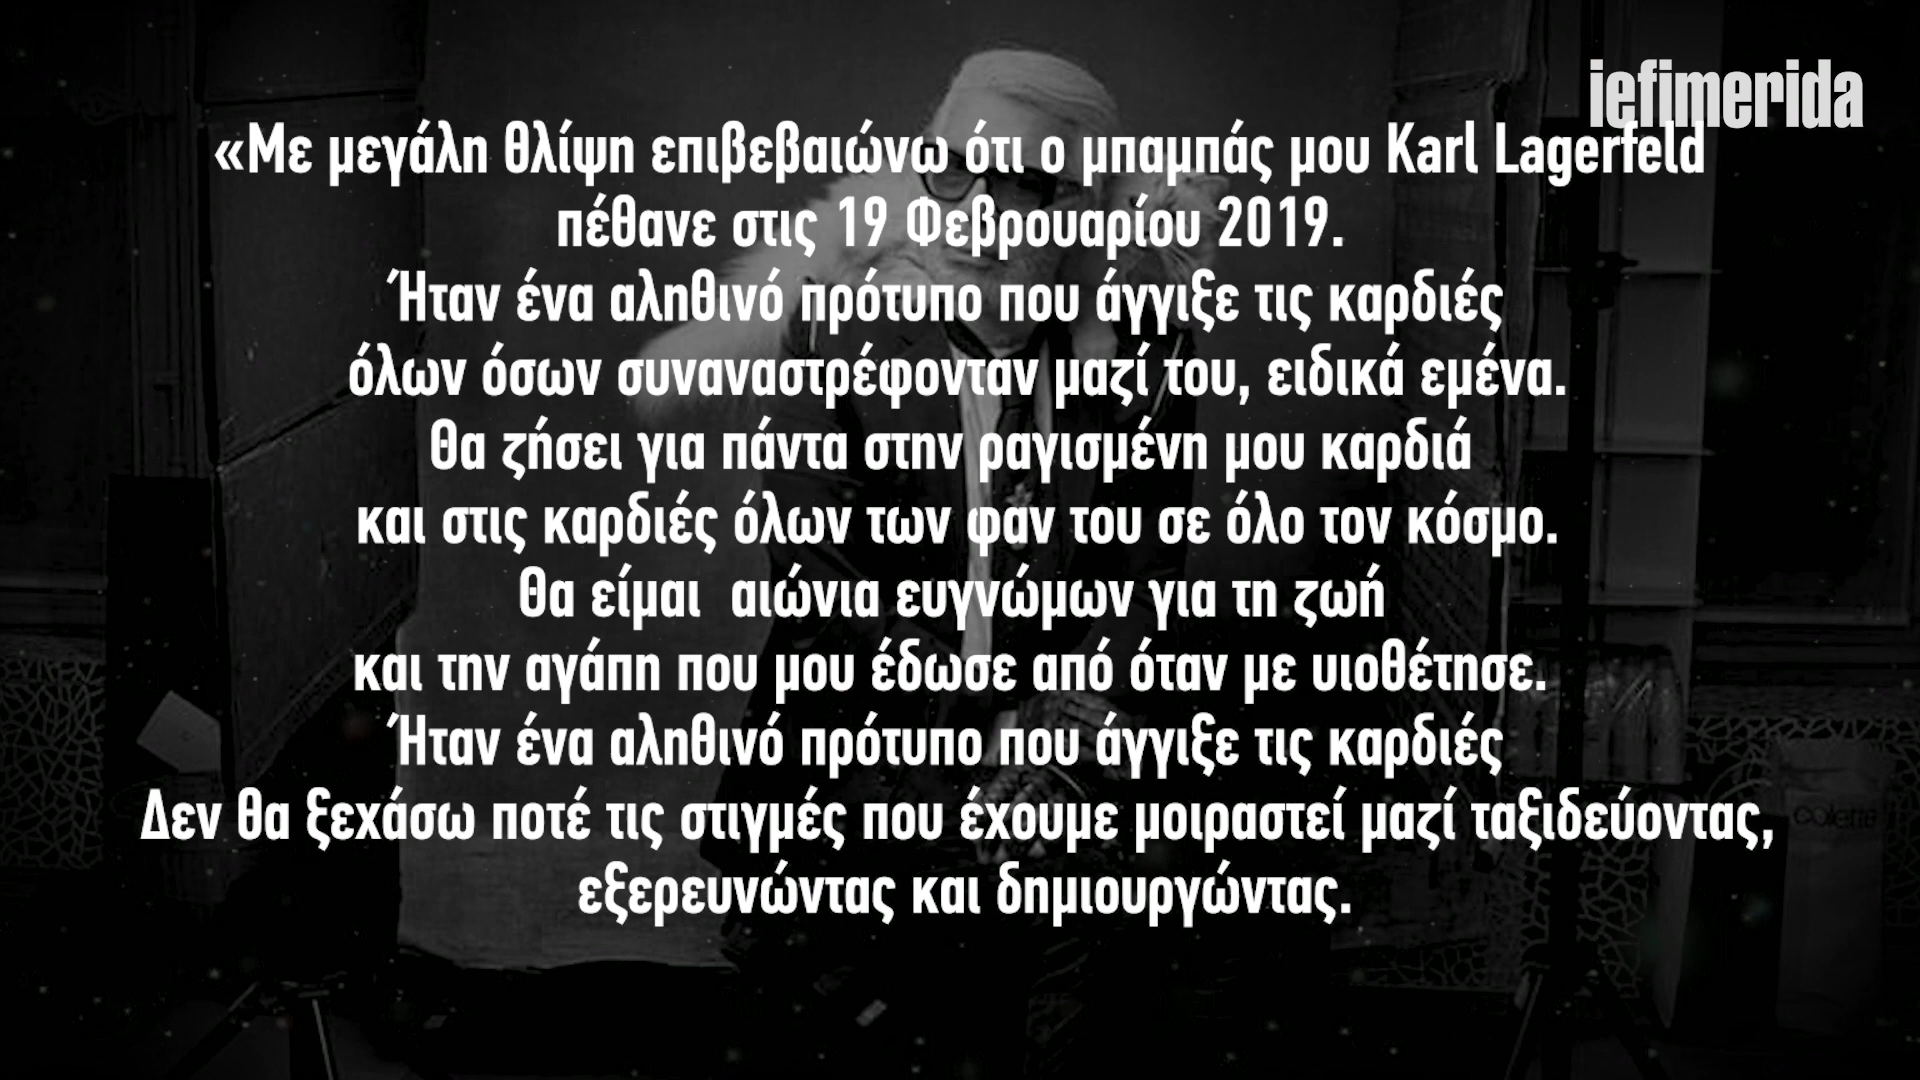 iefimerida
«Με μεγάλη θλίψη επιβεβαιώνω ότι ο μπαμπάς μου Karl Lagerfeld
πέθανε στις 19 Φεβρουαρίου 2019.
Ήταν ένα αληθινό πρότυπο που άγγιξε τις καρδιές
όλων όσων συναναστρέφονταν μαζί του, ειδικά εμένα.
Θα ζήσει για πάντα στην ραγισμένη μου καρδιά
και στις καρδιές όλων των φαν του σε όλο τον κόσμο.
Θα είμαι  αιώνια ευγνώμων για τη ζωή
και την αγάπη που μου έδωσε από όταν με υιοθέτησε.
Ήταν ένα αληθινό πρότυπο που άγγιξε τις καρδιές
Δεν θα ξεχάσω ποτέ τις στιγμές που έχουμε μοιραστεί μαζί ταξιδεύοντας,
colette
εξερευνώντας και δημιουργώντας.